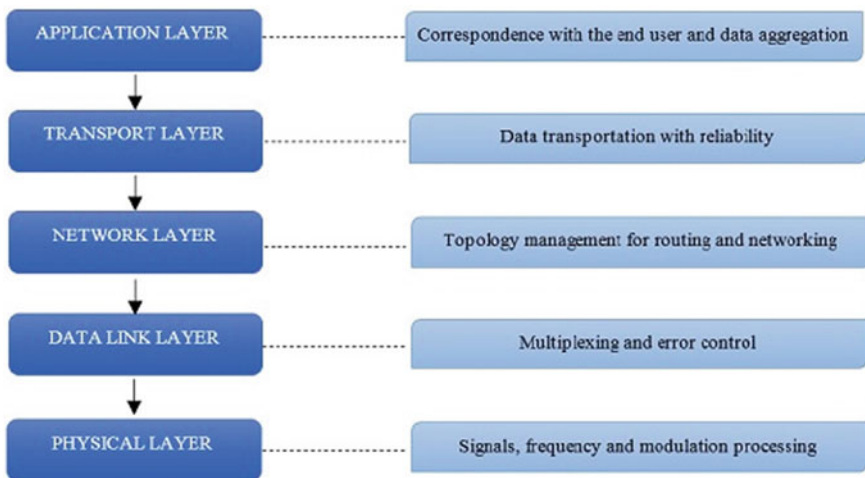 APPLICATION LAYER
Correspondence with the end user and data aggregation
TRANSPORT LAYER
Data transportation with reliability
NETWORK LAYER
Topology management for routing and networking
DATA LINK LAYER
Multiplexing and error control
PHYSICAL LAYER
Signals, frequency and modulation processing